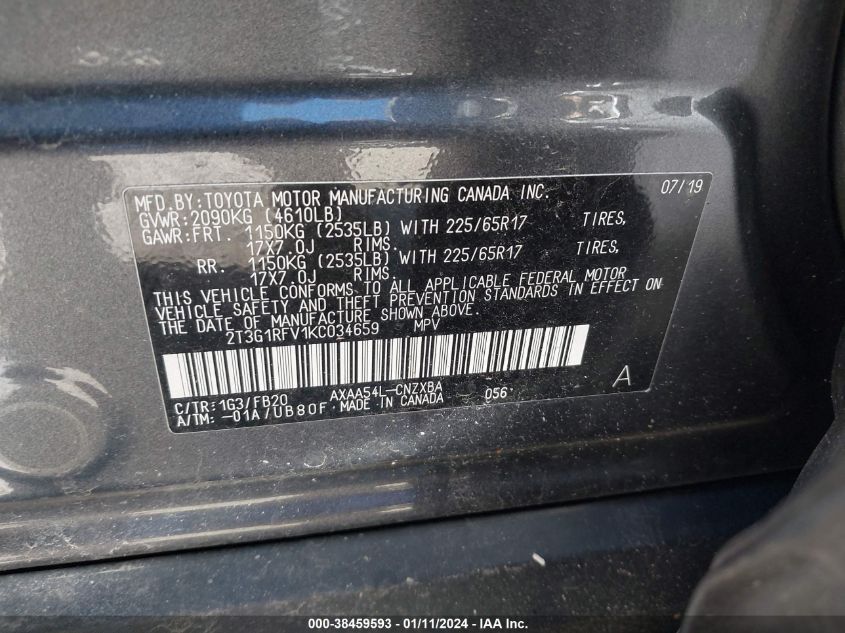 MFD.BY:TOYOTA MOTOR MANUFACTURING CANADA INC. 07/19
GVWR:2090KG (4610LB)
GAWR:FRT. 1150KG (2535LB) WITH 225/65R17 TIRES,
17X7.0J RIMS.
RR. 1150KG (2535LB) WITH 225/65R17 TIRES,
17X7.0J RIMS.
THIS VEHICLE CONFORMS TO ALL APPLICABLE FEDERAL MOTOR
VEHICLE SAFETY AND THEFT PREVENTION STANDARDS IN EFFECT ON
THE DATE OF MANUFACTURE SHOWN ABOVE.
2T3G1RFV1KC034659 MPV
C/TR:1G3/FB20 AXAA54L-CNZXBA 056 A
A/TM:-01A/UB80F MADE IN CANADA
000-38459593 - 01/11/2024 - IAA Inc.